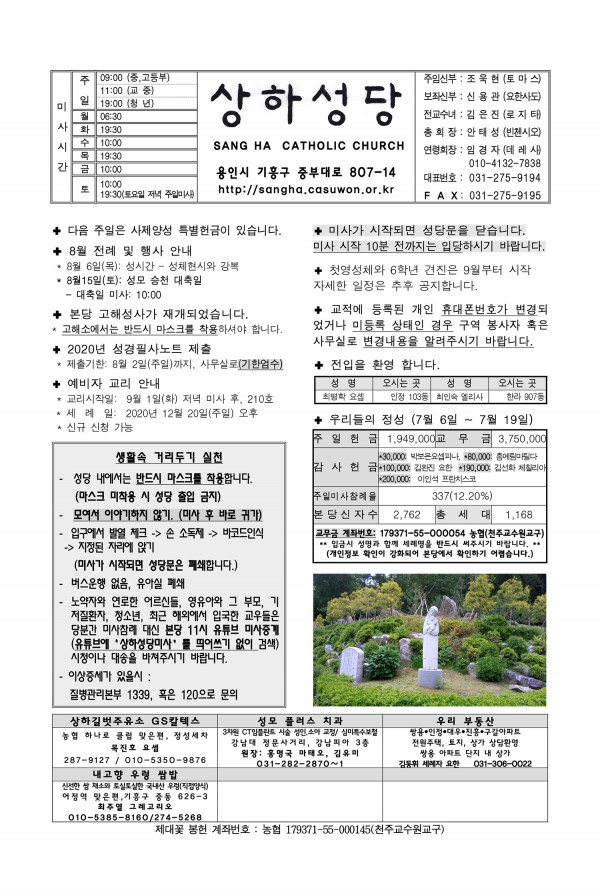 미사시간
주일 09:00 (중,고등부)
11:00 (교 중)
19:00 (청 년)
월 06:30
화 19:30
수 10:00
목 19:30
금 10:00
토 10:00
19:30(토요일 저녁 주일미사)
상하성당
SANG HA CATHOLIC CHURCH
용인시 기흥구 중부대로 807-14
http://sangha.casuwon.or.kr
주임신부 : 조 욱 현 (토 마 스)
보좌신부 : 신 용 관 (요한사도)
전교수녀 : 김 은 진 (로 지 타)
총 회 장 : 안 태 성 (빈첸시오)
연령회장 : 임 경 자 (데 레 사)
010-4132-7838
대표번호 : 031-275-9194
F A X : 031-275-9195
✚ 다음 주일은 사제양성 특별헌금이 있습니다.
✚ 8월 전례 및 행사 안내
* 8월 6일(목): 성시간 - 성체현시와 강복
* 8월15일(토): 성모 승천 대축일
- 대축일 미사: 10:00
✚ 본당 고해성사가 재개되었습니다.
* 고해소에서는 반드시 마스크를 착용하셔야 합니다.
✚ 2020년 성경필사노트 제출
* 제출기한: 8월 2일(주일)까지, 사무실로(기한엄수)
✚ 예비자 교리 안내
* 교리시작일: 9월 1일(화) 저녁 미사 후, 210호
* 세 례 일: 2020년 12월 20일(주일) 오후
* 신규 신청 가능
생활속 거리두기 실천
- 성당 내에서는 반드시 마스크를 착용합니다.
(마스크 미착용 시 성당 출입 금지)
- 모여서 이야기하지 않기. (미사 후 바로 귀가)
- 입구에서 발열 체크 -> 손 소독제 -> 바코드인식
-> 지정된 자리에 앉기
(미사가 시작되면 성당문은 폐쇄합니다.)
- 버스운행 없음, 유아실 폐쇄
- 노약자와 연로한 어르신들, 영유아와 그 부모, 기
저질환자, 청소년, 최근 해외에서 입국한 교우들은
당분간 미사참례 대신 본당 11시 유튜브 미사중계
(유튜브에 "상하성당미사" 를 띄어쓰기 없이 검색)
시청이나 대송을 바쳐주시기 바랍니다.
- 이상증세가 있을시 :
질병관리본부 1339, 혹은 120으로 문의
✚ 미사가 시작되면 성당문을 닫습니다.
미사 시작 10분 전까지는 입당하시기 바랍니다.
✚ 첫영성체와 6학년 견진은 9월부터 시작
자세한 일정은 추후 공지합니다.
✚ 교적에 등록된 개인 휴대폰번호가 변경되
었거나 미등록 상태인 경우 구역 봉사자 혹은
사무실로 변경내용을 알려주시기 바랍니다.
✚ 전입을 환영 합니다.
성 명 오시는 곳 성 명 오시는 곳
최병학 요셉 인정 103동 최인숙 엘리사 한라 907동
✚ 우리들의 정성 (7월 6일 ~ 7월 19일)
주 일 헌 금 1,949,000 교 무 금 3,750,000
감 사 헌 금 *30,000: 박보은요셉피나, *80,000: 홍예림마틸다
*100,000: 김완진 요한 *190,000: 김선화 체칠리아
*200,000: 이인석 프란치스코
주일미사참례율 337(12.20%)
본 당 신 자 수 2,762 총 세 대 1,168
교무금 계좌번호: 179371-55-000054 농협(천주교수원교구)
** 입금시 성명과 함께 세례명을 반드시 써주시기 바랍니다. **
(개인정보 확인이 강화되어 본당에서 확인하기 어렵습니다.)
상하길벗주유소 GS칼텍스
농협 하나로 클럽 맞은편, 정성세차
목진호 요셉
287-9127 / 010-5350-9876
성모 플러스 치과
3차원 CT임플란트 시술 성인,소아 교정/ 심미특수보철
강남대 정문사거리, 강남피아 3층
원장: 홍명국 마태오, 김유미
031-282-2870~1
우리 부동산
쌍용•인정•대우•진흥•구갈아파트
전원주택, 토지, 상가 상담환영
쌍용 아파트 단지 내 상가
김동휘 세례자 요한 031-306-0022
내고향 우렁 쌈밥
신선한 쌈 채소와 토실토실한 국내산 우렁(직접양식)
어정역 맞은편,기흥구 중동 626-3
최주열 그레고리오
010-5385-8160/274-5268
제대꽃 봉헌 계좌번호 : 농협 179371-55-000145(천주교수원교구)